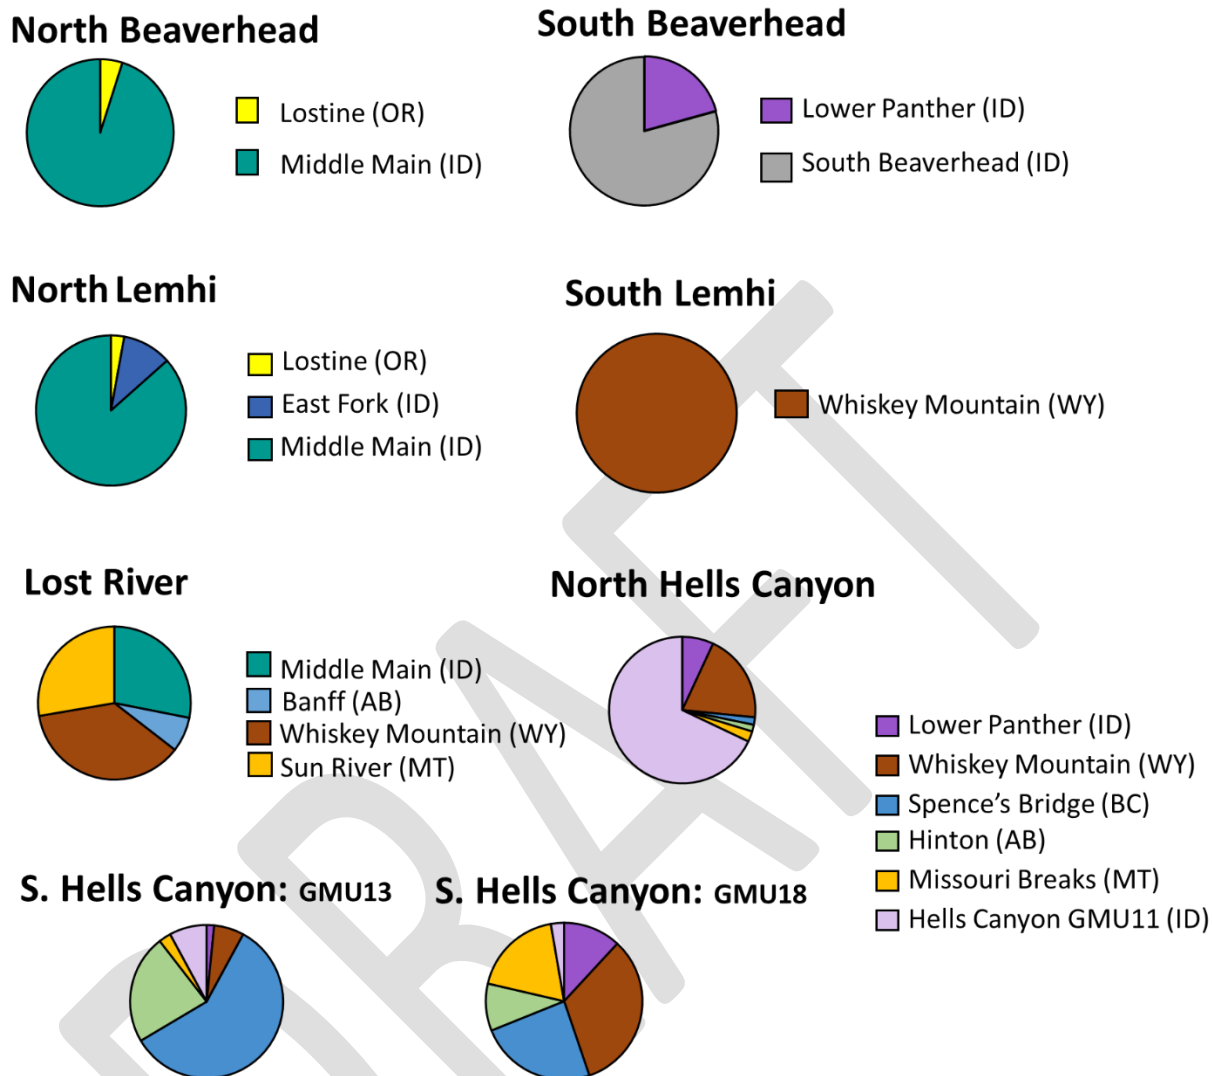 North Beaverhead
Lostine (OR)
Middle Main (ID)
South Beaverhead
Lower Panther (ID)
South Beaverhead (ID)
North Lemhi
Lostine (OR)
East Fork (ID)
Middle Main (ID)
South Lemhi
Whiskey Mountain (WY)
Lost River
Middle Main (ID)
Banff (AB)
Whiskey Mountain (WY)
Sun River (MT)
North Hells Canyon
Lower Panther (ID)
Whiskey Mountain (WY)
Spence's Bridge (BC)
Hinton (AB)
Missouri Breaks (MT)
Hells Canyon GMU11 (ID)
S. Hells Canyon: GMU13
S. Hells Canyon: GMU18
DRAFT